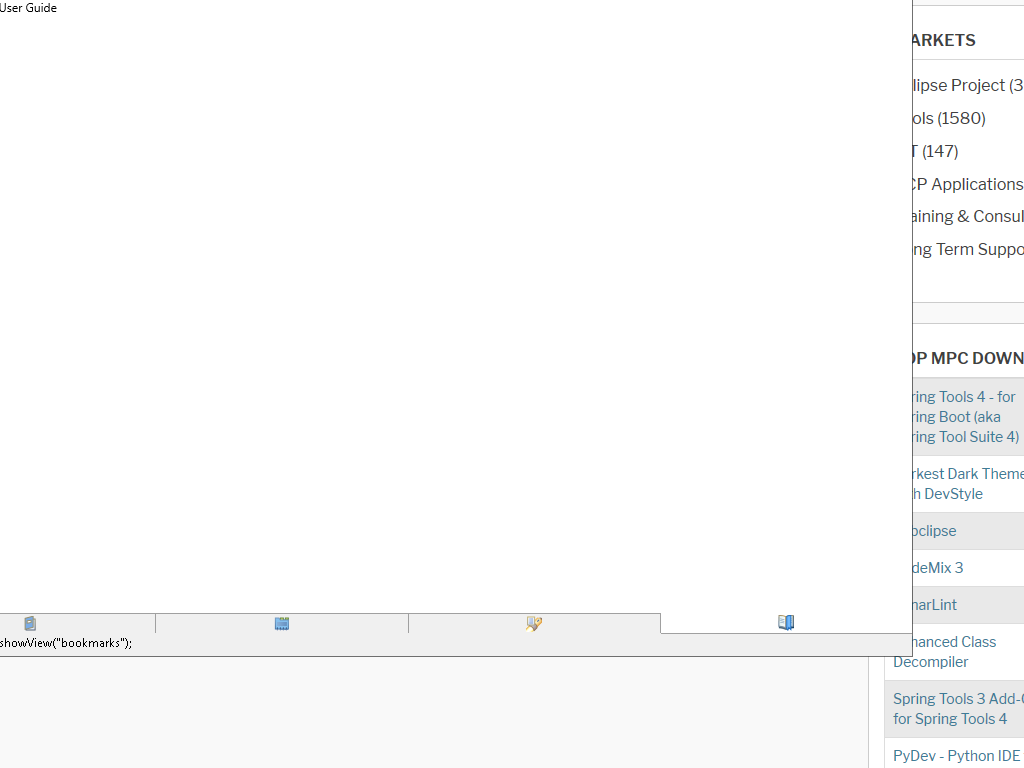 User Guide
showView("bookmarks");
ARKETS
lipse Project (3
ols (1580)
T (147)
CP Applications
aining & Consul
ng Term Suppo
OP MPC DOWN
ring Tools 4 - for
ring Boot (aka
ring Tool Suite 4)
rkest Dark Theme
h DevStyle
oclipse
deMix 3
narLint
hanced Class
Decompiler
Spring Tools 3 Add-O
for Spring Tools 4
PyDev - Python IDE